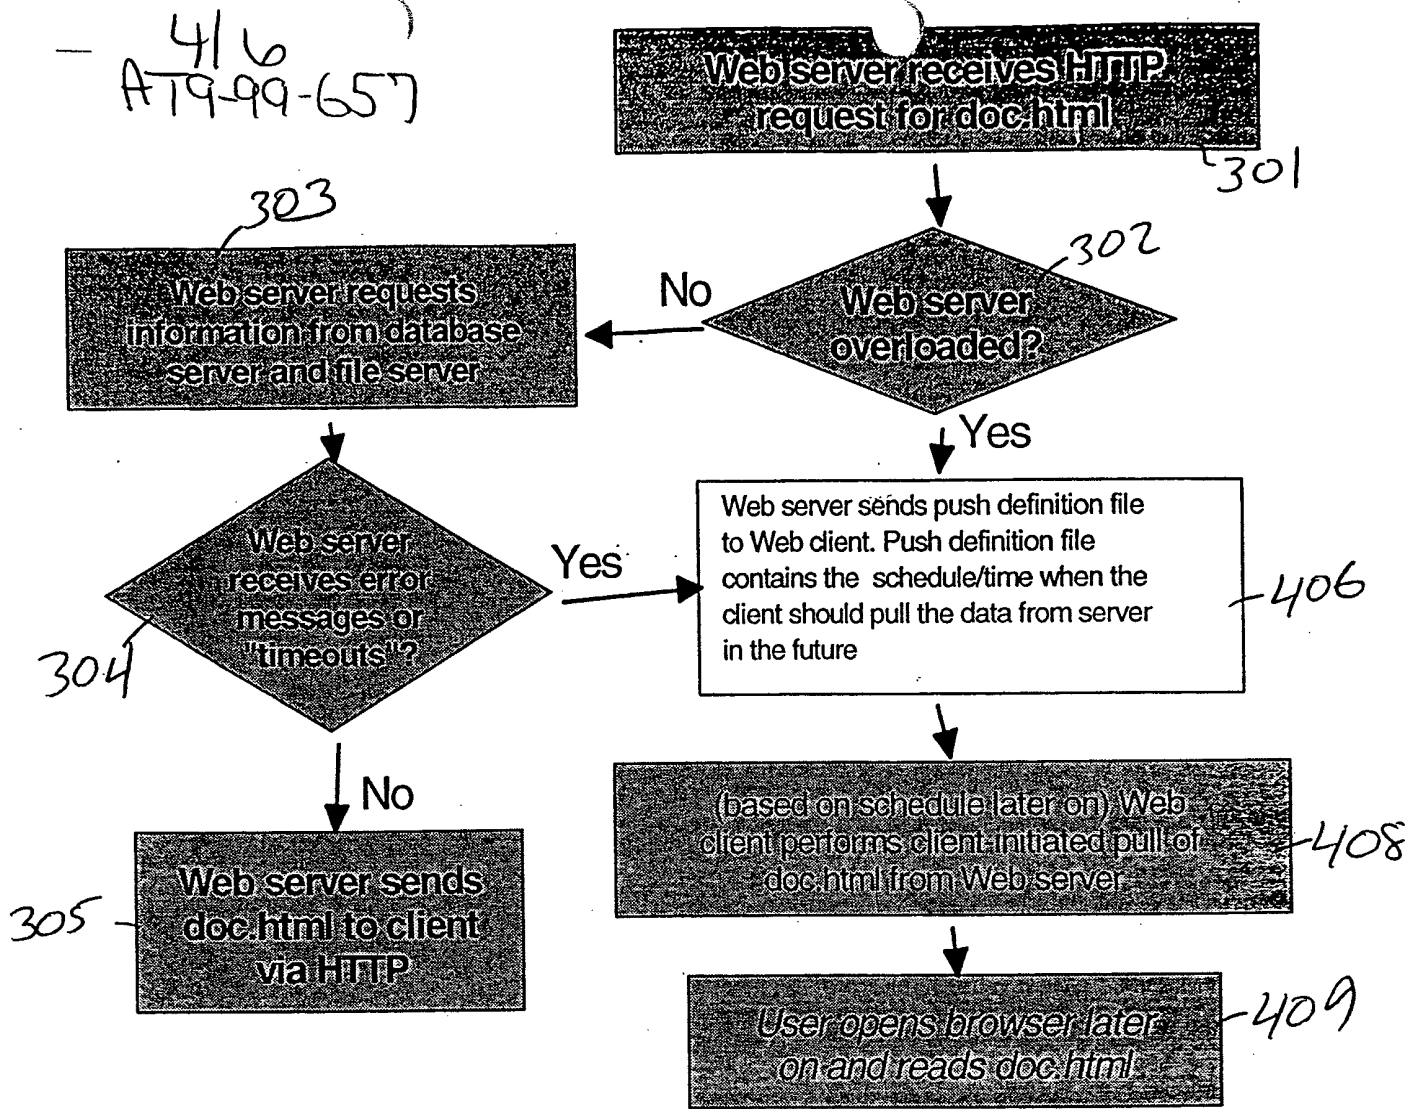 4/6
AT9-99-657
Web server receives HTTP
request for doc.html
301
302
Web server
overloaded?
No
Yes
303
Web server requests
information from database
server and file server
304
Web server
receives error
messages or
"timeouts"?
Yes
No
Web server sends push definition file
to Web client. Push definition file
contains the schedule/time when the
client should pull the data from server
in the future
406
305
Web server sends
doc.html to client
via HTTP
(based on schedule later on) Web
client performs client-initiated pull of
doc.html from Web server
408
User opens browser later
on and reads doc.html
409